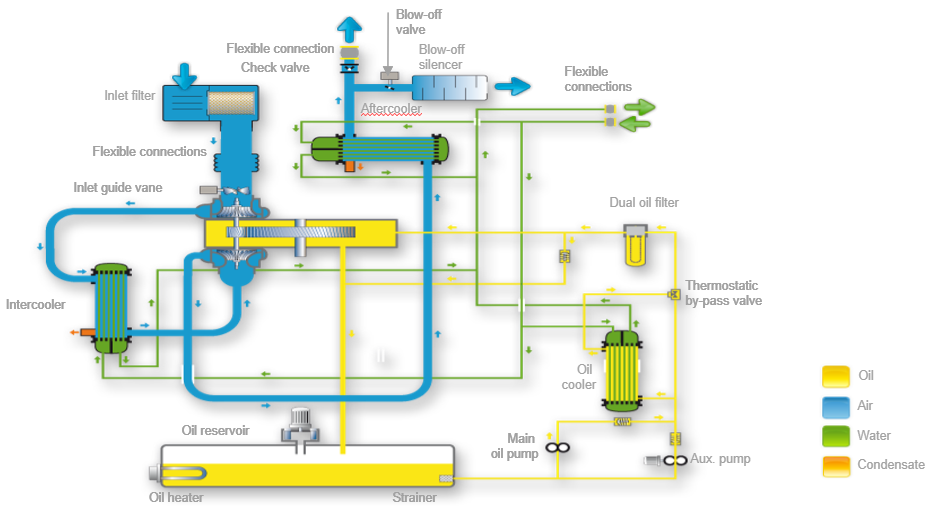 Blow-off
valve
Flexible connection
Check valve
Blow-off
silencer
Flexible
connections
Inlet filter
Aftercooler
Flexible connections
Inlet guide vane
Dual oil filter
Intercooler
Thermostatic
by-pass valve
Oil
cooler
Oil reservoir
Main
oil pump
Aux. pump
Oil heater
Strainer
Oil
Air
Water
Condensate